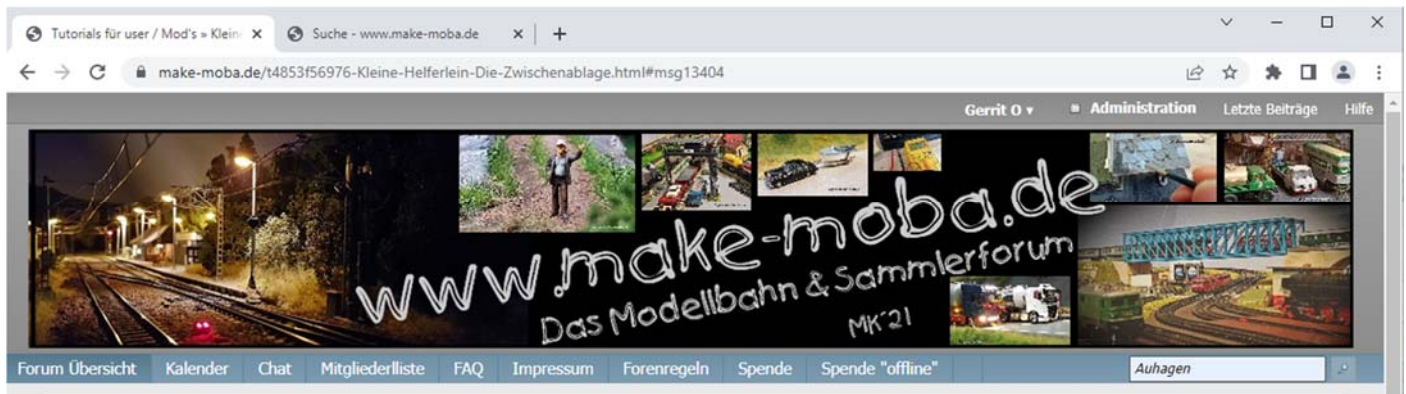 Tutorials für user / Mod's » Klein
Suche - www.make-moba.de
make-moba.de/t4853f56976-Kleine-Helferlein-Die-Zwischenablage.html#msg13404
Gerrit O
Administration
Letzte Beiträge
Hilfe
www.make-moba.de
Das Modellbahn & Sammlerforum
MK´21
Forum Übersicht
Kalender
Chat
Mitgliederlliste
FAQ
Impressum
Forenregeln
Spende
Spende "offline"
Auhagen